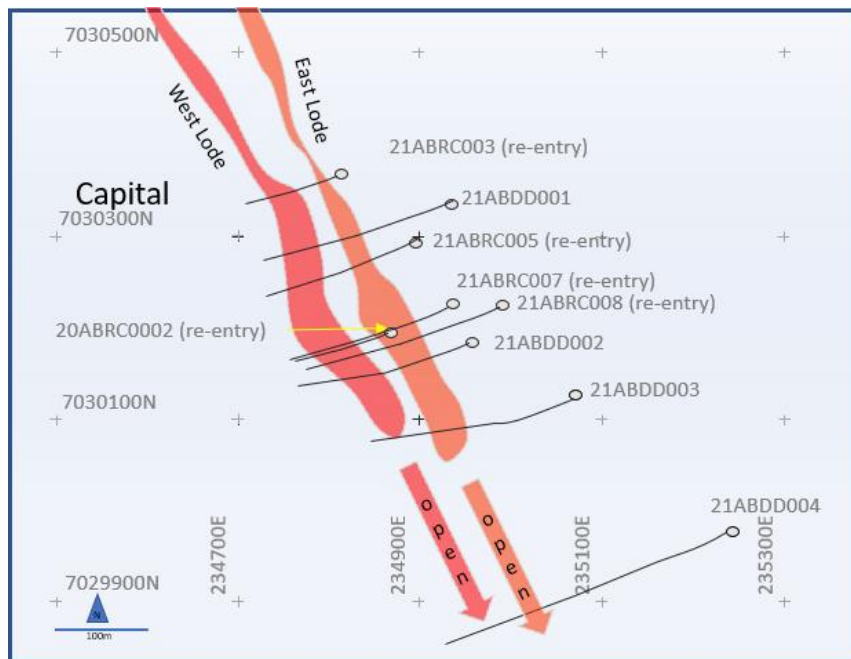 7030500N
West Lode
East Lode
21ABRC003 (re-entry)
Capital
21ABDD001
7030300N
21ABRC005 (re-entry)
21ABRC007 (re-entry)
21ABRC008 (re-entry)
20ABRC0002 (re-entry)
21ABDD002
21ABDD003
7030100N
open
open
21ABDD004
234700E
234900E
235100E
235300E
7029900N
N
100m